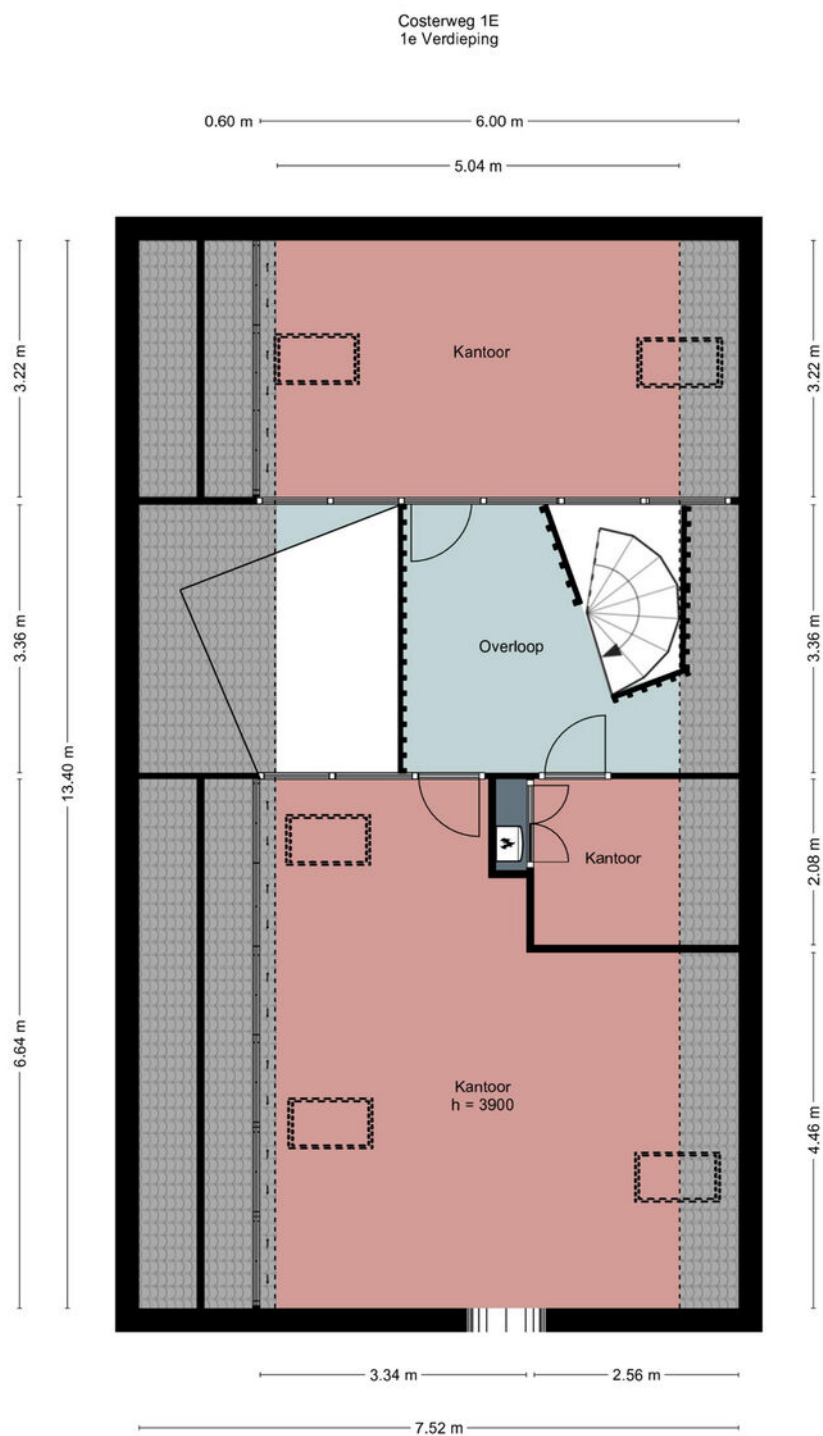 Costerweg 1E
1e Verdieping
0.60 m
6.00 m
5.04 m
3.22 m
3.22 m
Kantoor
3.36 m
3.36 m
Overloop
13.40 m
2.08 m
Kantoor
6.64 m
Kantoor
h = 3900
4.46 m
3.34 m
2.56 m
7.52 m